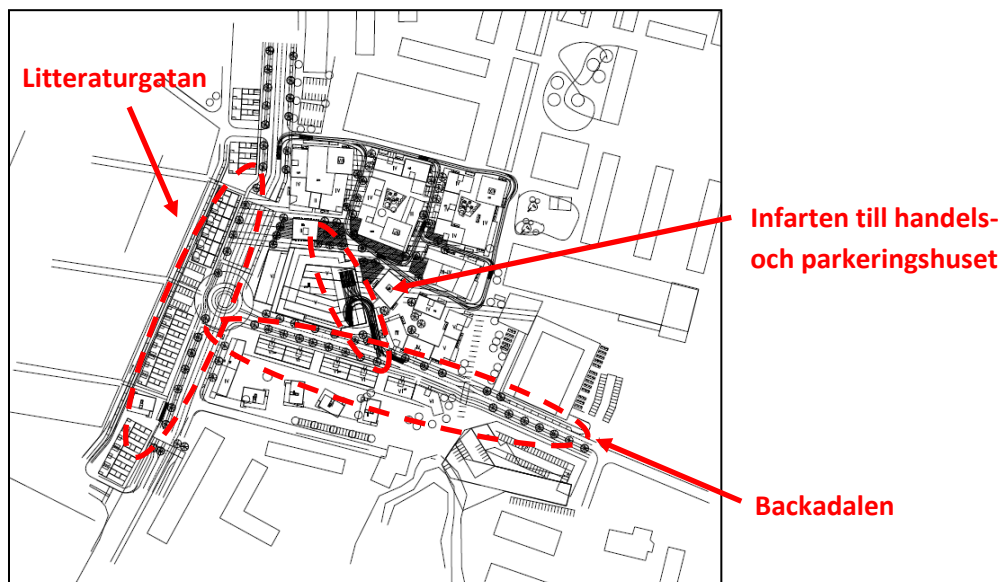 Litteraturgatan
Infarten till handels-
och parkeringshuset
Backadalen